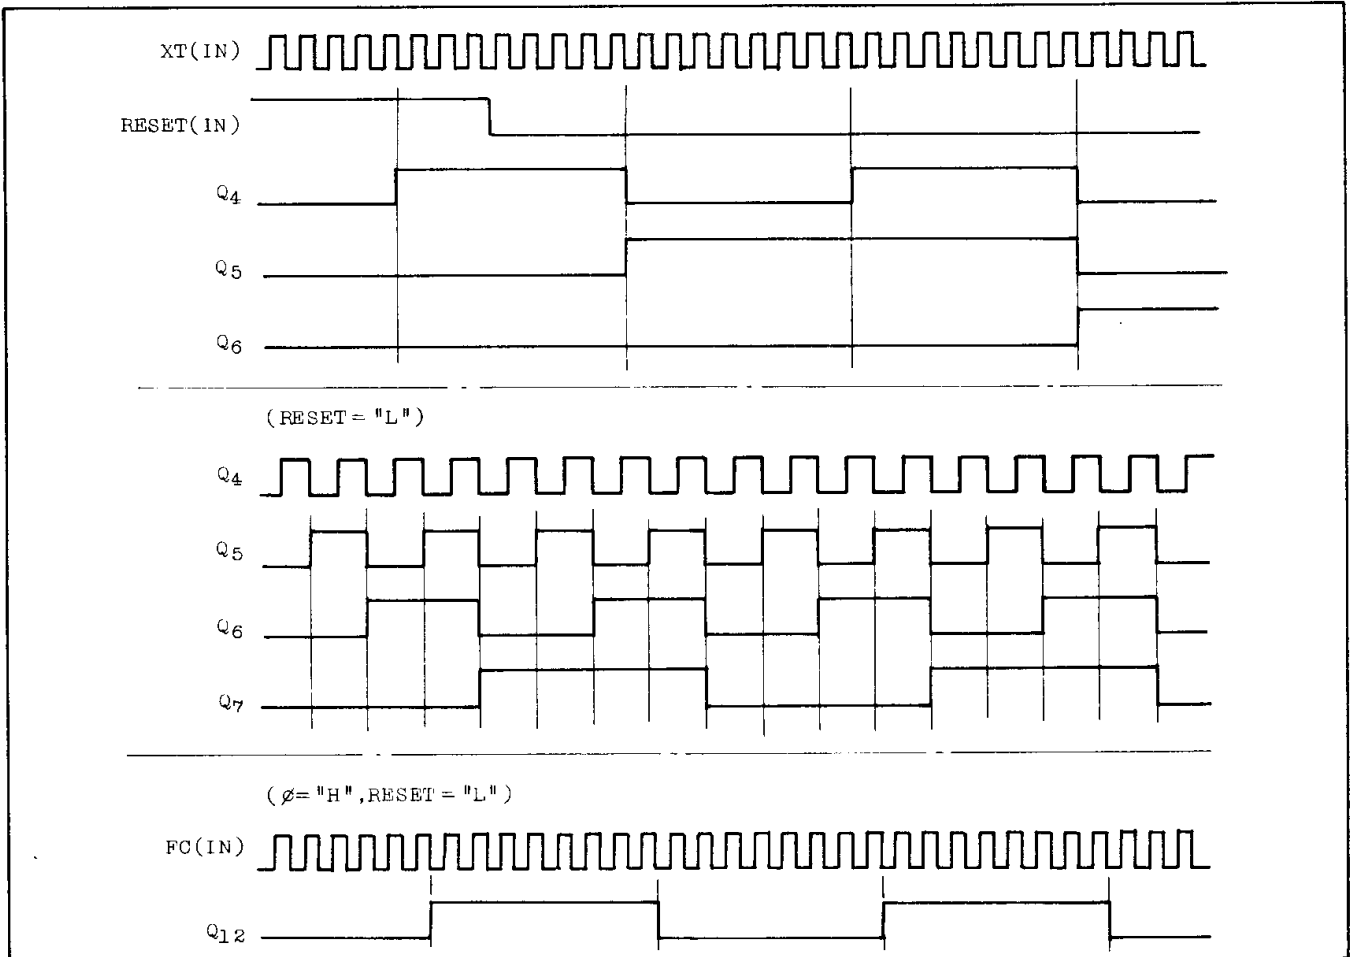 XT(IN)
RESET(IN)
Q4
Q5
Q6
(RESET = "L")
Q4
Q5
Q6
Q7
(ø= "H", RESET = "L")
FC(IN)
Q12